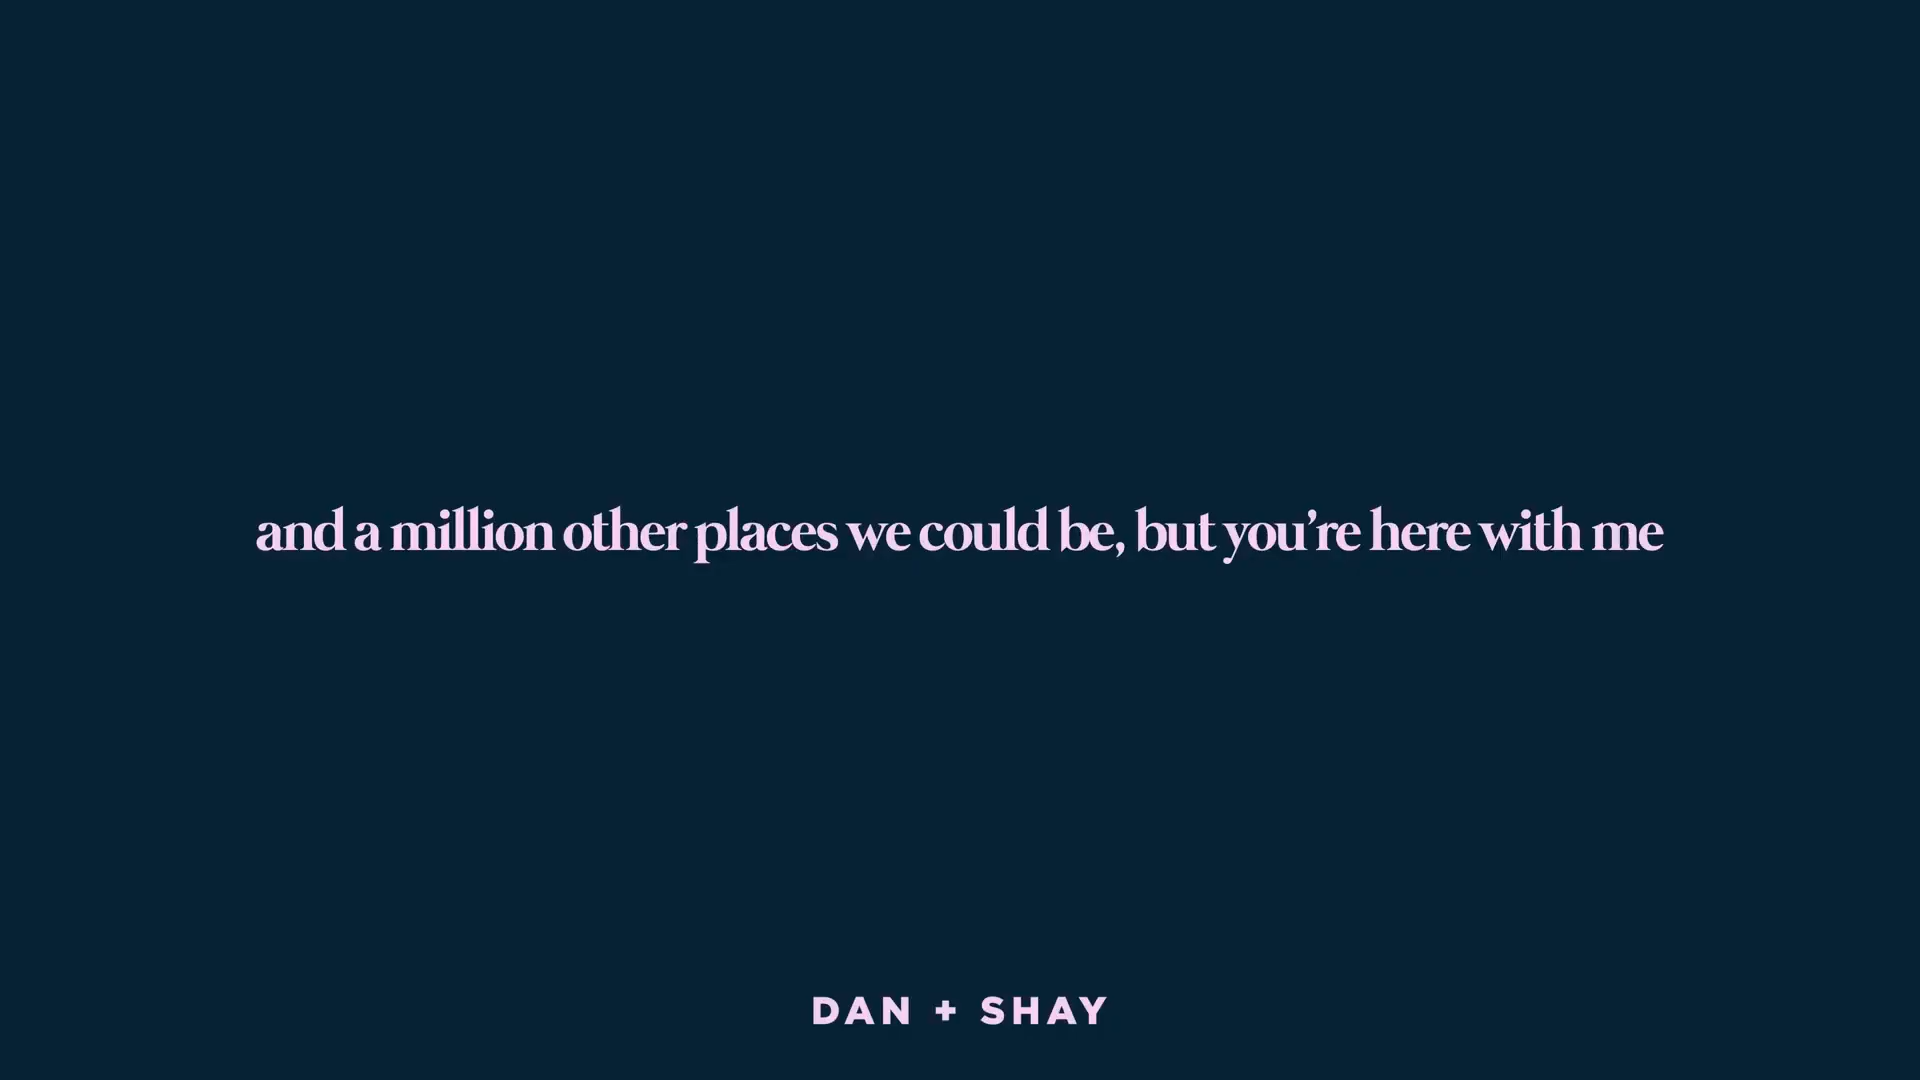 and a million other places we could be, but you’re here with me
DAN + SHAY